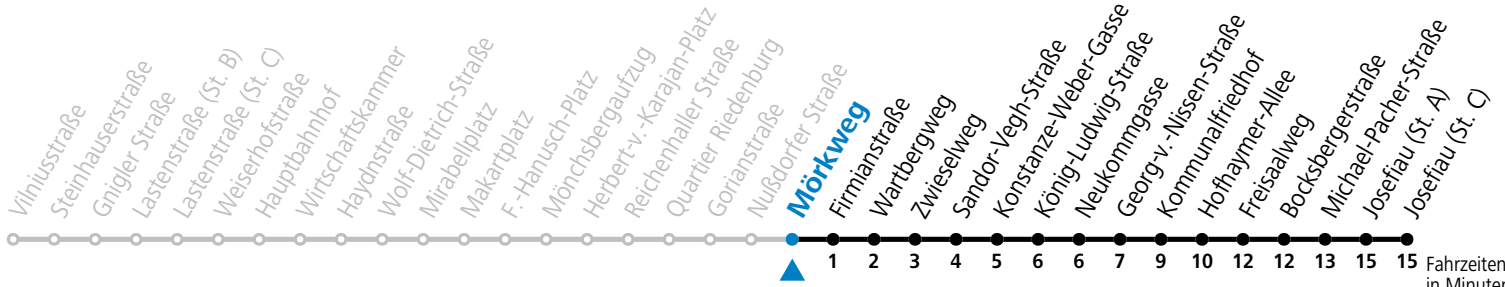 Vilniusstraße
Steinhauserstraße
Gnigler Straße
Lastenstraße (St. B)
Lastenstraße (St. C)
Weiserhofstraße
Hauptbahnhof
Wirtschaftskammer
Haydnstraße
Wolf-Dietrich-Straße
Mirabellplatz
Makartplatz
F.-Hanusch-Platz
Mönchsbergaufzug
Herbert-v. Karajan-Platz
Reichenhaller Straße
Quartier Riedenburg
Gorianstraße
Nußdorfer Straße
Mörkweg
Firmianstraße
Wartbergweg
Zwieselweg
Sandor-Vegh-Straße
Konstanze-Weber-Gasse
König-Ludwig-Straße
Neukommgasse
Georg-v.-Nissen-Straße
Kommunalfriedhof
Hofhaymer-Allee
Freisaalweg
Bocksbergerstraße
Michael-Pacher-Straße
Josefiau (St. A)
Josefiau (St. C)
1 2 3 4 5 6 6 7 9 10 12 12 13 15 15 Fahrzeiten
in Minuten